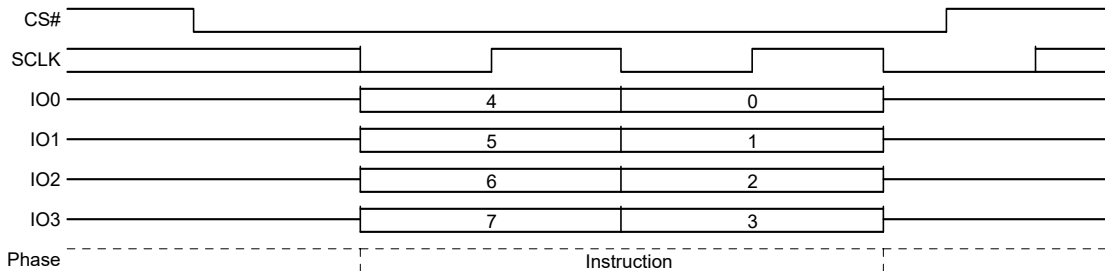 CS#
SCLK
IO0 4 0
IO1 5 1
IO2 6 2
IO3 7 3
Phase Instruction